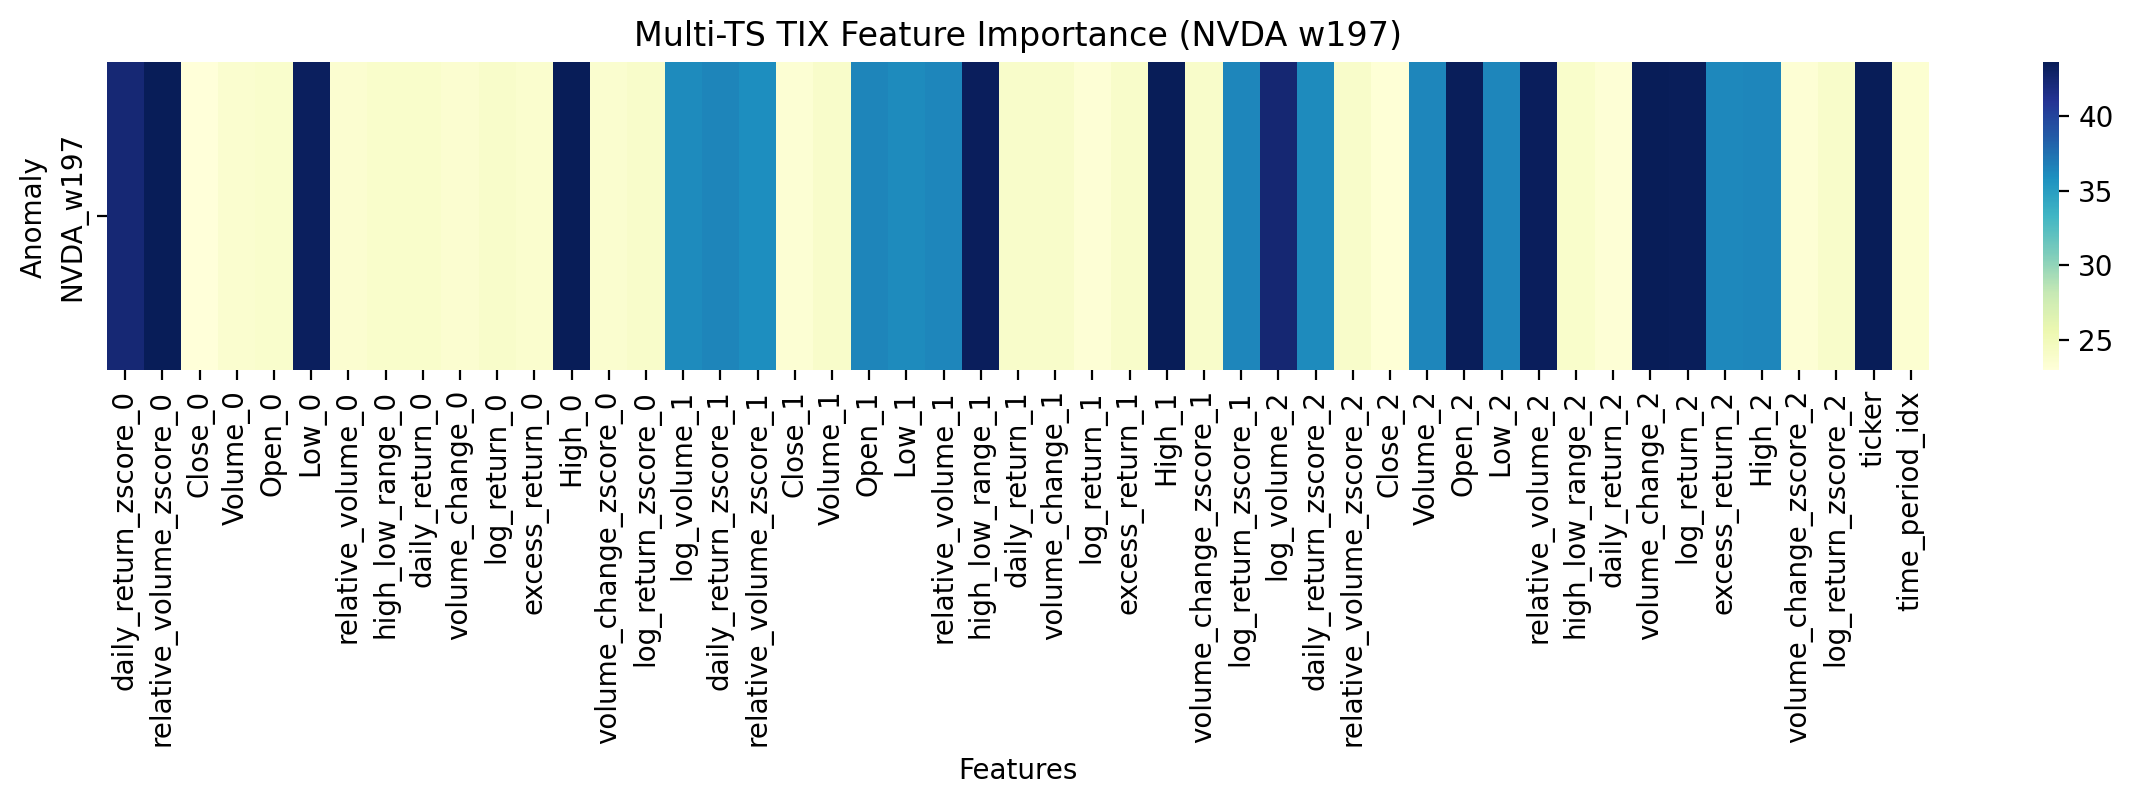 Multi-TS TIX Feature Importance (NVDA w197)
Anomaly
NVDA_w197
40
35
30
25
daily_return_zscore_0
relative_volume_zscore_0
Close_0
Volume_0
Open_0
Low_0
relative_volume_0
high_low_range_0
daily_return_0
volume_change_0
log_return_0
excess_return_0
High_0
volume_change_zscore_0
log_return_zscore_0
log_volume_1
daily_return_zscore_1
relative_volume_zscore_1
Close_1
Volume_1
Open_1
Low_1
relative_volume_1
high_low_range_1
daily_return_1
volume_change_1
log_return_1
excess_return_1
High_1
volume_change_zscore_1
log_return_zscore_1
log_volume_2
daily_return_zscore_2
relative_volume_zscore_2
Close_2
Volume_2
Open_2
Low_2
relative_volume_2
high_low_range_2
daily_return_2
volume_change_2
log_return_2
excess_return_2
High_2
volume_change_zscore_2
log_return_zscore_2
ticker
time_period_idx
Features